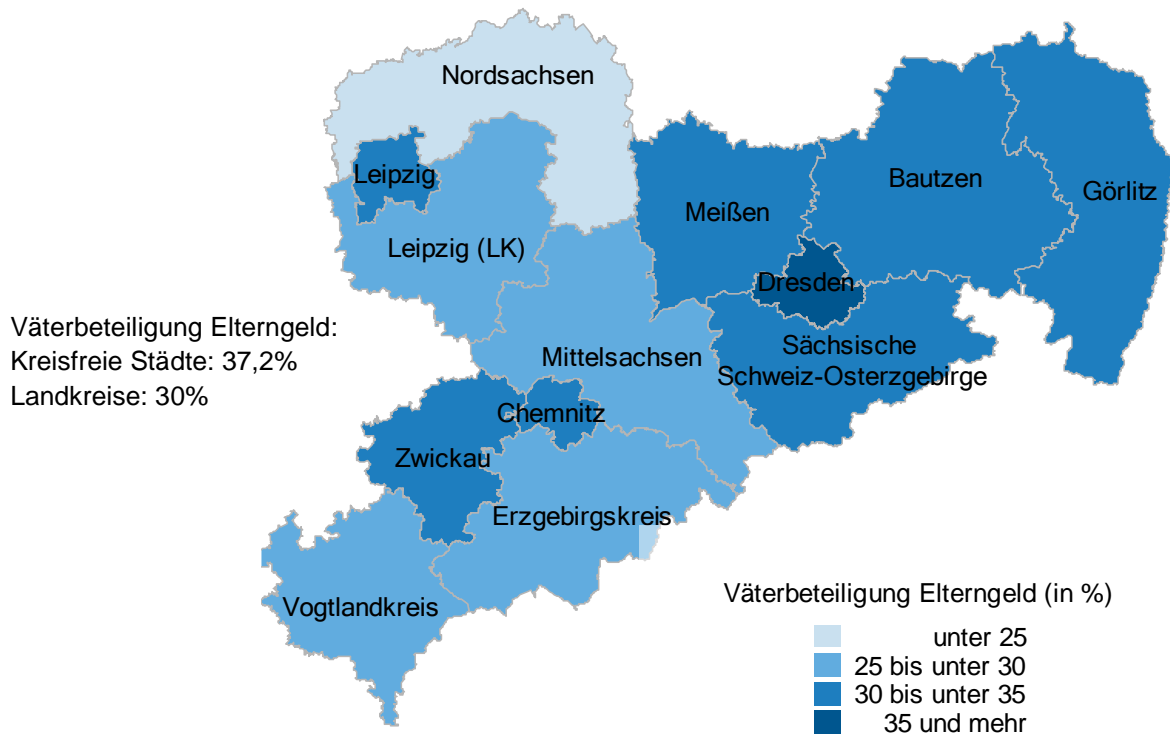 Nordsachsen
Leipzig
Leipzig (LK)
Meißen
Bautzen
Görlitz
Dresden
Sächsische
Schweiz-Osterzgebirge
Mittelsachsen
Chemnitz
Zwickau
Erzgebirgskreis
Vogtlandkreis
Väterbeteiligung Elterngeld:
Kreisfreie Städte: 37,2%
Landkreise: 30%
Väterbeteiligung Elterngeld (in %)
unter 25
25 bis unter 30
30 bis unter 35
35 und mehr